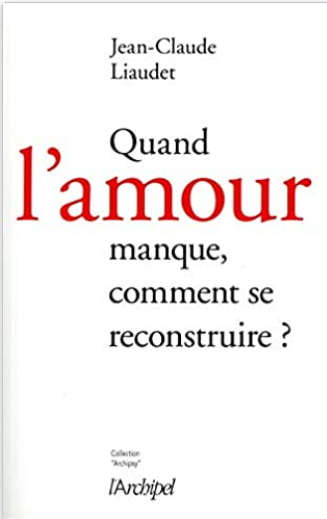 Jean-Claude
Liaudet
Quand
l’amour
manque,
comment se
reconstruire ?
Collection
"Archipsy"
l’Archipel